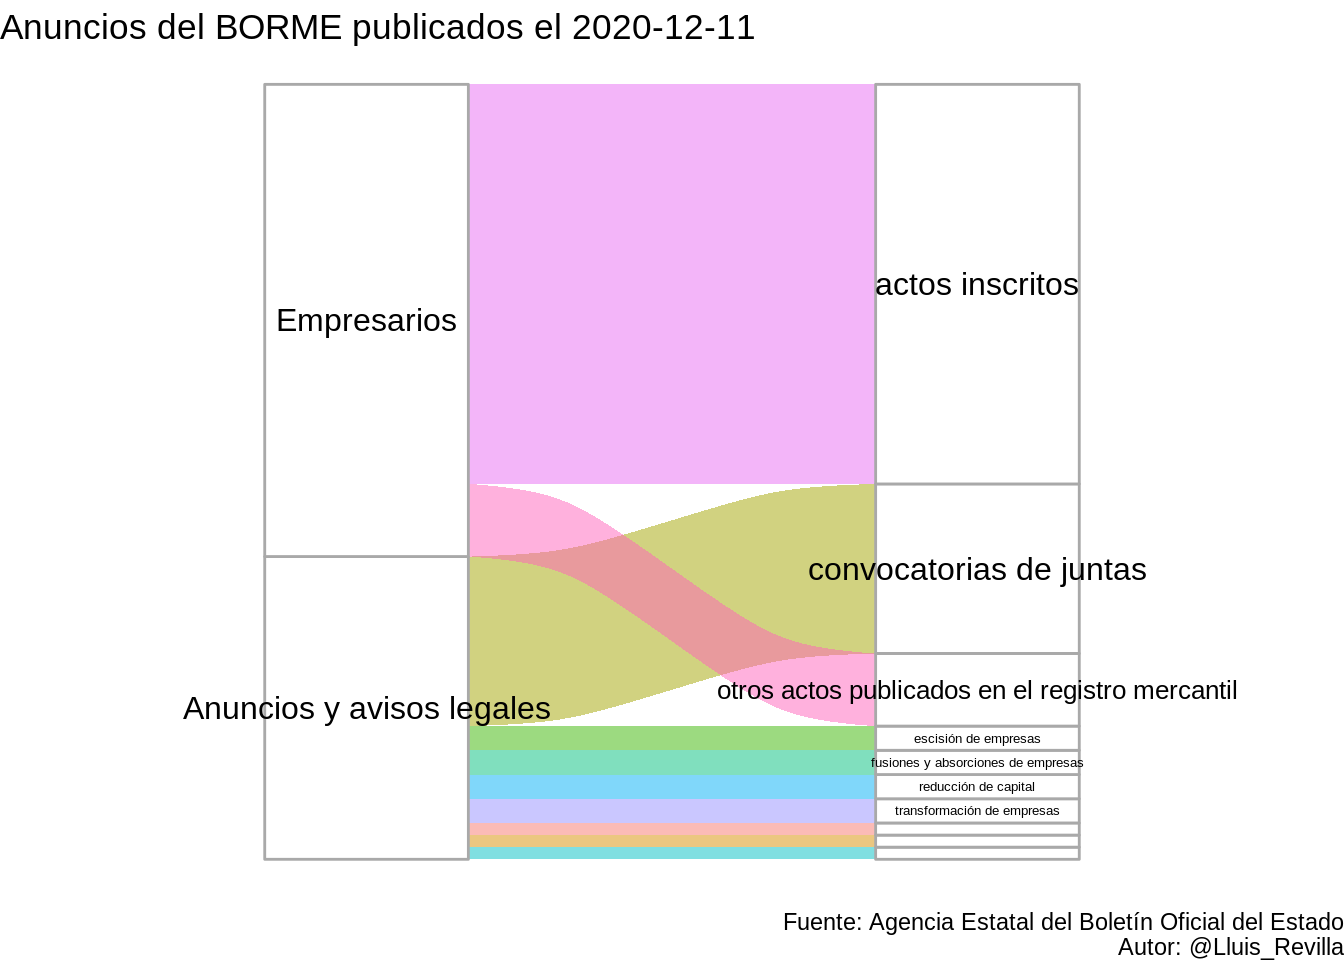 Anuncios del BORME publicados el 2020-12-11
Empresarios
Anuncios y avisos legales
actos inscritos
convocatorias de juntas
otros actos publicados en el registro mercantil
escisión de empresas
fusiones y absorciones de empresas
reducción de capital
transformación de empresas
Fuente: Agencia Estatal del Boletín Oficial del Estado
Autor: @Lluis_Revilla